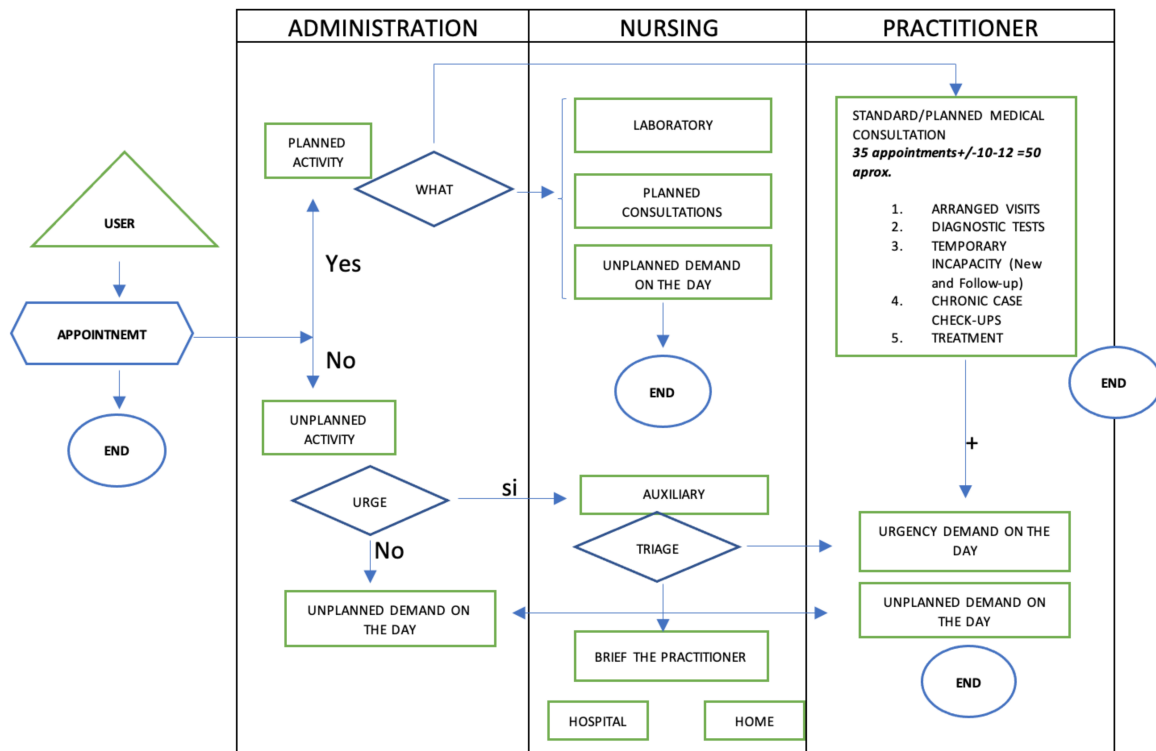 ADMINISTRATION
NURSING
PRACTITIONER
USER
APPOINTNEMT
END
PLANNED
ACTIVITY
WHAT
Yes
No
UNPLANNED
ACTIVITY
URGE
si
No
UNPLANNED DEMAND ON
THE DAY
LABORATORY
PLANNED
CONSULTATIONS
UNPLANNED DEMAND
ON THE DAY
END
AUXILIARY
TRIAGE
BRIEF THE PRACTITIONER
HOSPITAL
HOME
STANDARD/PLANNED MEDICAL
CONSULTATION
35 appointments+/-10-12 =50
aprox.
1. ARRANGED VISITS
2. DIAGNOSTIC TESTS
3. TEMPORARY
INCAPACITY (New
and Follow-up)
4. CHRONIC CASE
CHECK-UPS
5. TREATMENT
END
+
URGENCY DEMAND ON THE
DAY
UNPLANNED DEMAND ON
THE DAY
END